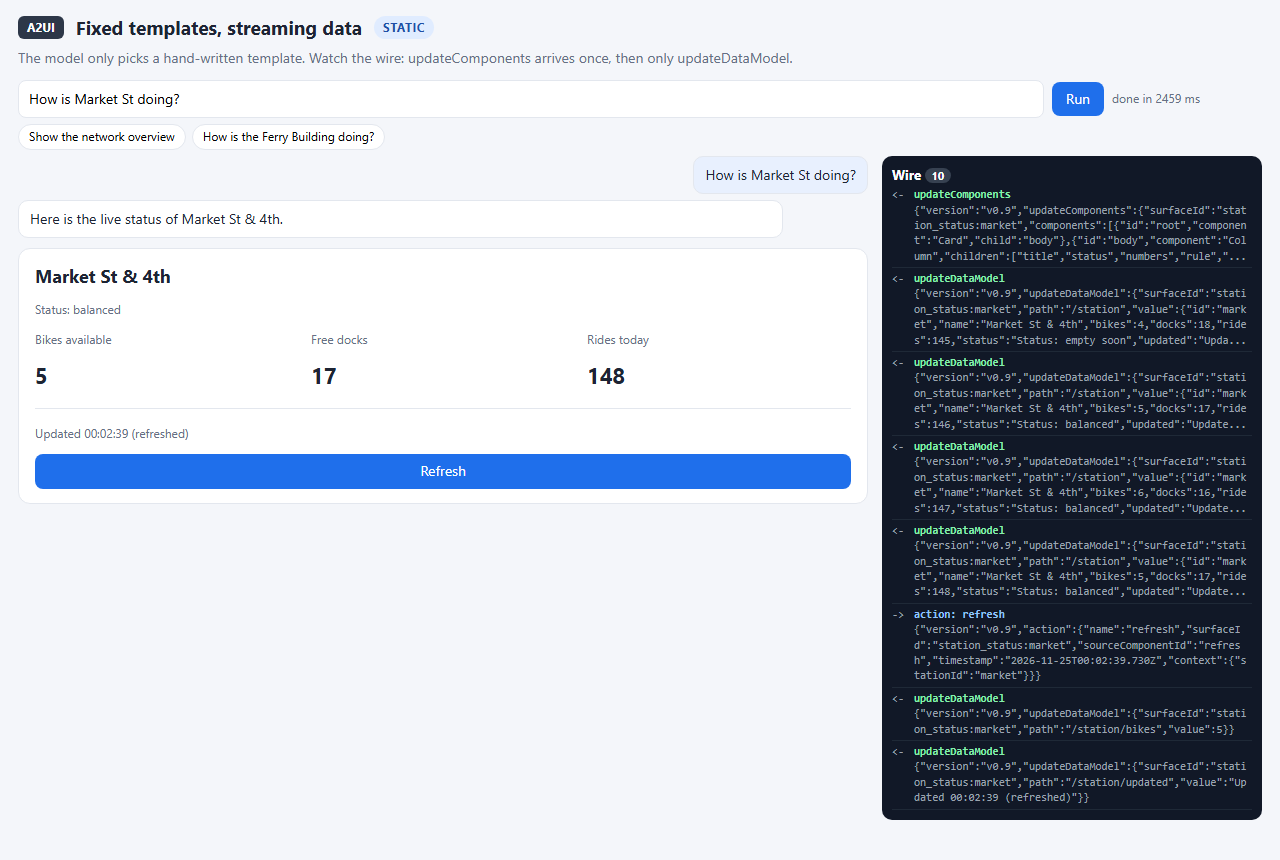 A2UI Fixed templates, streaming data STATIC
The model only picks a hand-written template. Watch the wire: updateComponents arrives once, then only updateDataModel.
How is Market St doing? Run done in 2459 ms
Show the network overview How is the Ferry Building doing?
How is Market St doing?
Here is the live status of Market St & 4th.
Market St & 4th
Status: balanced
Bikes available Free docks Rides today
5 17 148
Updated 00:02:39 (refreshed)
Refresh
Wire 10
<- updateComponents
{"version":"v0.9","updateComponents":{"surfaceId":"stat
ion_status:market","components":[{"id":"root","componen
t":"Card","child":"body"},{"id":"body","component":"Col
umn","children":["title","status","numbers","rule","...
<- updateDataModel
{"version":"v0.9","updateDataModel":{"surfaceId":"stati
on_status:market","path":"/station","value":{"id":"mark
et","name":"Market St & 4th","bikes":4,"docks":18,"ride
s":145,"status":"Status: empty soon","updated":"Upda...
<- updateDataModel
{"version":"v0.9","updateDataModel":{"surfaceId":"stati
on_status:market","path":"/station","value":{"id":"mark
et","name":"Market St & 4th","bikes":5,"docks":17,"ride
s":146,"status":"Status: balanced","updated":"Update...
<- updateDataModel
{"version":"v0.9","updateDataModel":{"surfaceId":"stati
on_status:market","path":"/station","value":{"id":"mark
et","name":"Market St & 4th","bikes":6,"docks":16,"ride
s":147,"status":"Status: balanced","updated":"Update...
<- updateDataModel
{"version":"v0.9","updateDataModel":{"surfaceId":"stati
on_status:market","path":"/station","value":{"id":"mark
et","name":"Market St & 4th","bikes":5,"docks":17,"ride
s":148,"status":"Status: balanced","updated":"Update...
-> action: refresh
{"version":"v0.9","action":{"name":"refresh","surfaceI
d":"station_status:market","sourceComponentId":"refres
h","timestamp":"2026-11-25T00:02:39.730Z","context":{"s
tationId":"market"}}}
<- updateDataModel
{"version":"v0.9","updateDataModel":{"surfaceId":"stati
on_status:market","path":"/station/bikes","value":5}}
<- updateDataModel
{"version":"v0.9","updateDataModel":{"surfaceId":"stati
on_status:market","path":"/station/updated","value":"Up
dated 00:02:39 (refreshed)"}}